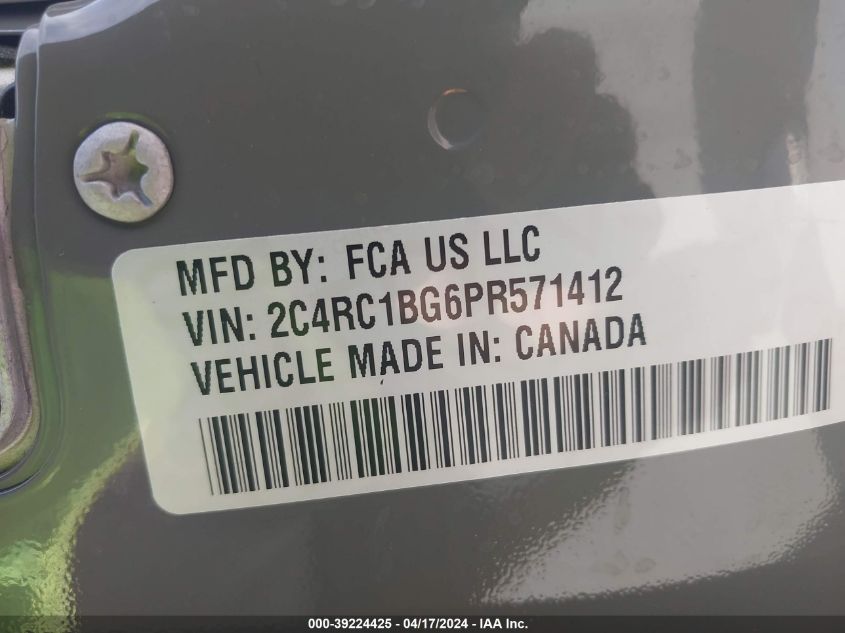 MFD BY: FCA US LLC
VIN: 2C4RC1BG6PR571412
VEHICLE MADE IN: CANADA
000-39224425 - 04/17/2024 - IAA Inc.